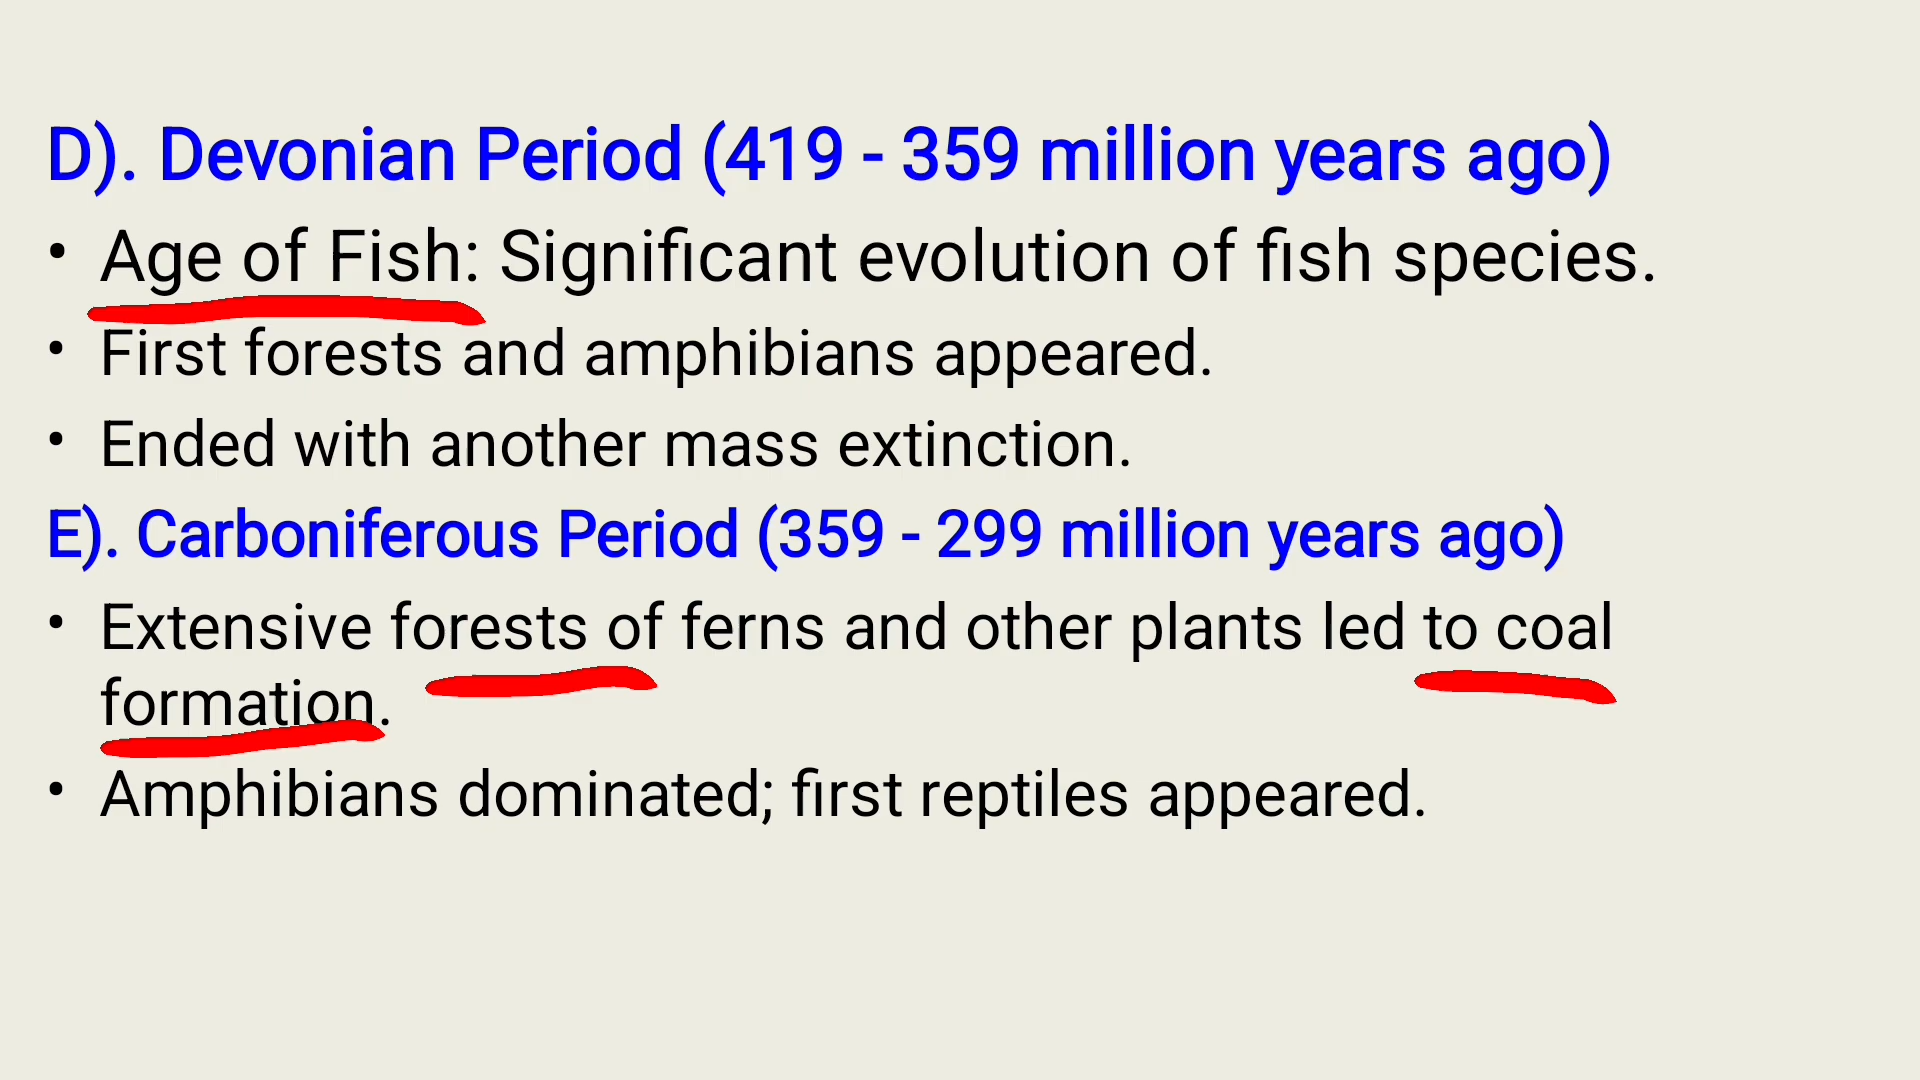 D). Devonian Period (419 - 359 million years ago)
• Age of Fish: Significant evolution of fish species.
• First forests and amphibians appeared.
• Ended with another mass extinction.
E). Carboniferous Period (359 - 299 million years ago)
• Extensive forests of ferns and other plants led to coal
formation.
• Amphibians dominated; first reptiles appeared.